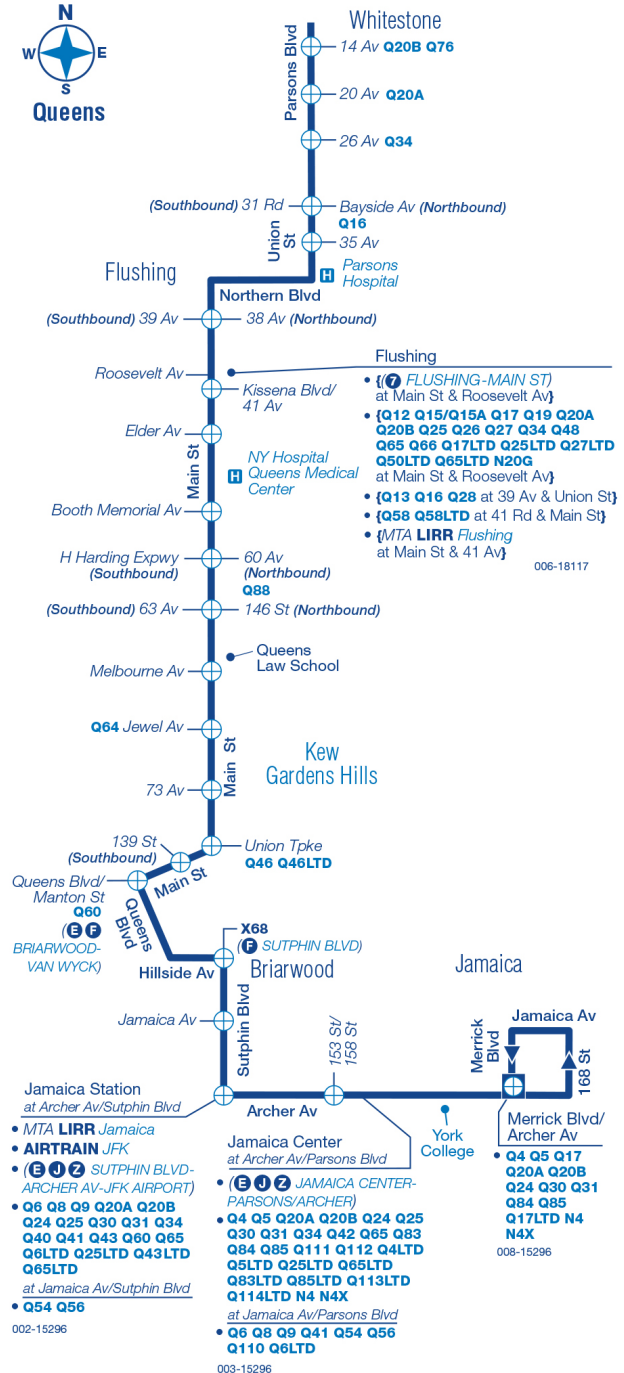 N
W E
S
Queens
Whitestone
Parsons Blvd
14 Av Q20B Q76
20 Av Q20A
26 Av Q34
(Southbound) 31 Rd
Bayside Av (Northbound)
Q16
Union
St
35 Av
Flushing
H
Parsons
Hospital
Northern Blvd
(Southbound) 39 Av
38 Av (Northbound)
Roosevelt Av
Kissena Blvd/
41 Av
Flushing
• {(7 FLUSHING-MAIN ST)
at Main St & Roosevelt Av}
• {Q12 Q15/Q15A Q17 Q19 Q20A
Q20B Q25 Q26 Q27 Q34 Q48
Q65 Q66 Q17LTD Q25LTD Q27LTD
Q50LTD Q65LTD N20G
at Main St & Roosevelt Av}
• {Q13 Q16 Q28 at 39 Av & Union St}
• {Q58 Q58LTD at 41 Rd & Main St}
• {MTA LIRR Flushing
at Main St & 41 Av}
006-18117
Elder Av
Main St
H
NY Hospital
Queens Medical
Center
Booth Memorial Av
H Harding Expwy
(Southbound)
60 Av
(Northbound)
Q88
(Southbound) 63 Av
146 St (Northbound)
Queens
Law School
Melbourne Av
Q64 Jewel Av
Main St
Kew
Gardens Hills
73 Av
139 St
(Southbound)
Union Tpke
Q46 Q46LTD
Main St
Queens Blvd/
Manton St
Q60
(E F
BRIARWOOD-
VAN WYCK)
Queens
Blvd
X68
(F SUTPHIN BLVD)
Hillside Av
Briarwood
Jamaica
Jamaica Av
Sutphin Blvd
153 St/
158 St
Merrick
Blvd
Jamaica Av
168 St
Archer Av
York
College
Jamaica Station
at Archer Av/Sutphin Blvd
• MTA LIRR Jamaica
• AIRTRAIN JFK
• (E J Z SUTPHIN BLVD-
ARCHER AV-JFK AIRPORT)
• Q6 Q8 Q9 Q20A Q20B
Q24 Q25 Q30 Q31 Q34
Q40 Q41 Q43 Q60 Q65
Q6LTD Q25LTD Q43LTD
Q65LTD
at Jamaica Av/Sutphin Blvd
• Q54 Q56
002-15296
Jamaica Center
at Archer Av/Parsons Blvd
• (E J Z JAMAICA CENTER-
PARSONS/ARCHER)
• Q4 Q5 Q20A Q20B Q24 Q25
Q30 Q31 Q34 Q42 Q65 Q83
Q84 Q85 Q111 Q112 Q4LTD
Q5LTD Q25LTD Q65LTD
Q83LTD Q85LTD Q113LTD
Q114LTD N4 N4X
at Jamaica Av/Parsons Blvd
• Q6 Q8 Q9 Q41 Q54 Q56
Q110 Q6LTD
003-15296
Merrick Blvd/
Archer Av
• Q4 Q5 Q17
Q20A Q20B
Q24 Q30 Q31
Q84 Q85
Q17LTD N4
N4X
008-15296